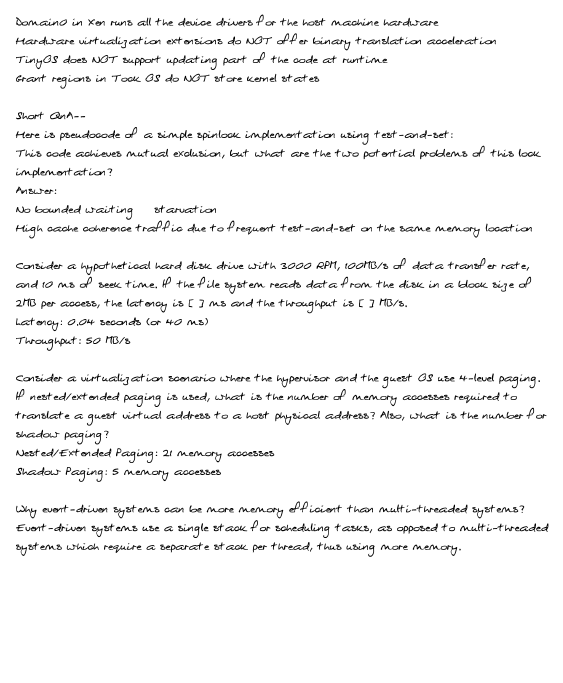 Domain0 in Xen runs all the device drivers for the host machine hardware
Hardware virtualization extensions do NOT offer binary translation acceleration
TinyOS does NOT support updating part of the code at runtime
Grant regions in Tock OS do NOT store kernel states
Short QnA--
Here is pseudocode of a simple spinlock implementation using test-and-set:
This code achieves mutual exclusion, but what are the two potential problems of this lock
implementation?
Answer:
No bounded waiting starvation
High cache coherence traffic due to frequent test-and-set on the same memory location
Consider a hypothetical hard disk drive with 3000 RPM, 100MB/s of data transfer rate,
and 10 ms of seek time. If the file system reads data from the disk in a block size of
2MB per access, the latency is [ ] ms and the throughput is [ ] MB/s.
Latency: 0.04 seconds (or 40 ms)
Throughput: 50 MB/s
Consider a virtualization scenario where the hypervisor and the guest OS use 4-level paging.
If nested/extended paging is used, what is the number of memory accesses required to
translate a guest virtual address to a host physical address? Also, what is the number for
shadow paging?
Nested/Extended Paging: 21 memory accesses
Shadow Paging: 5 memory accesses
Why event-driven systems can be more memory efficient than multi-threaded systems?
Event-driven systems use a single stack for scheduling tasks, as opposed to multi-threaded
systems which require a separate stack per thread, thus using more memory.